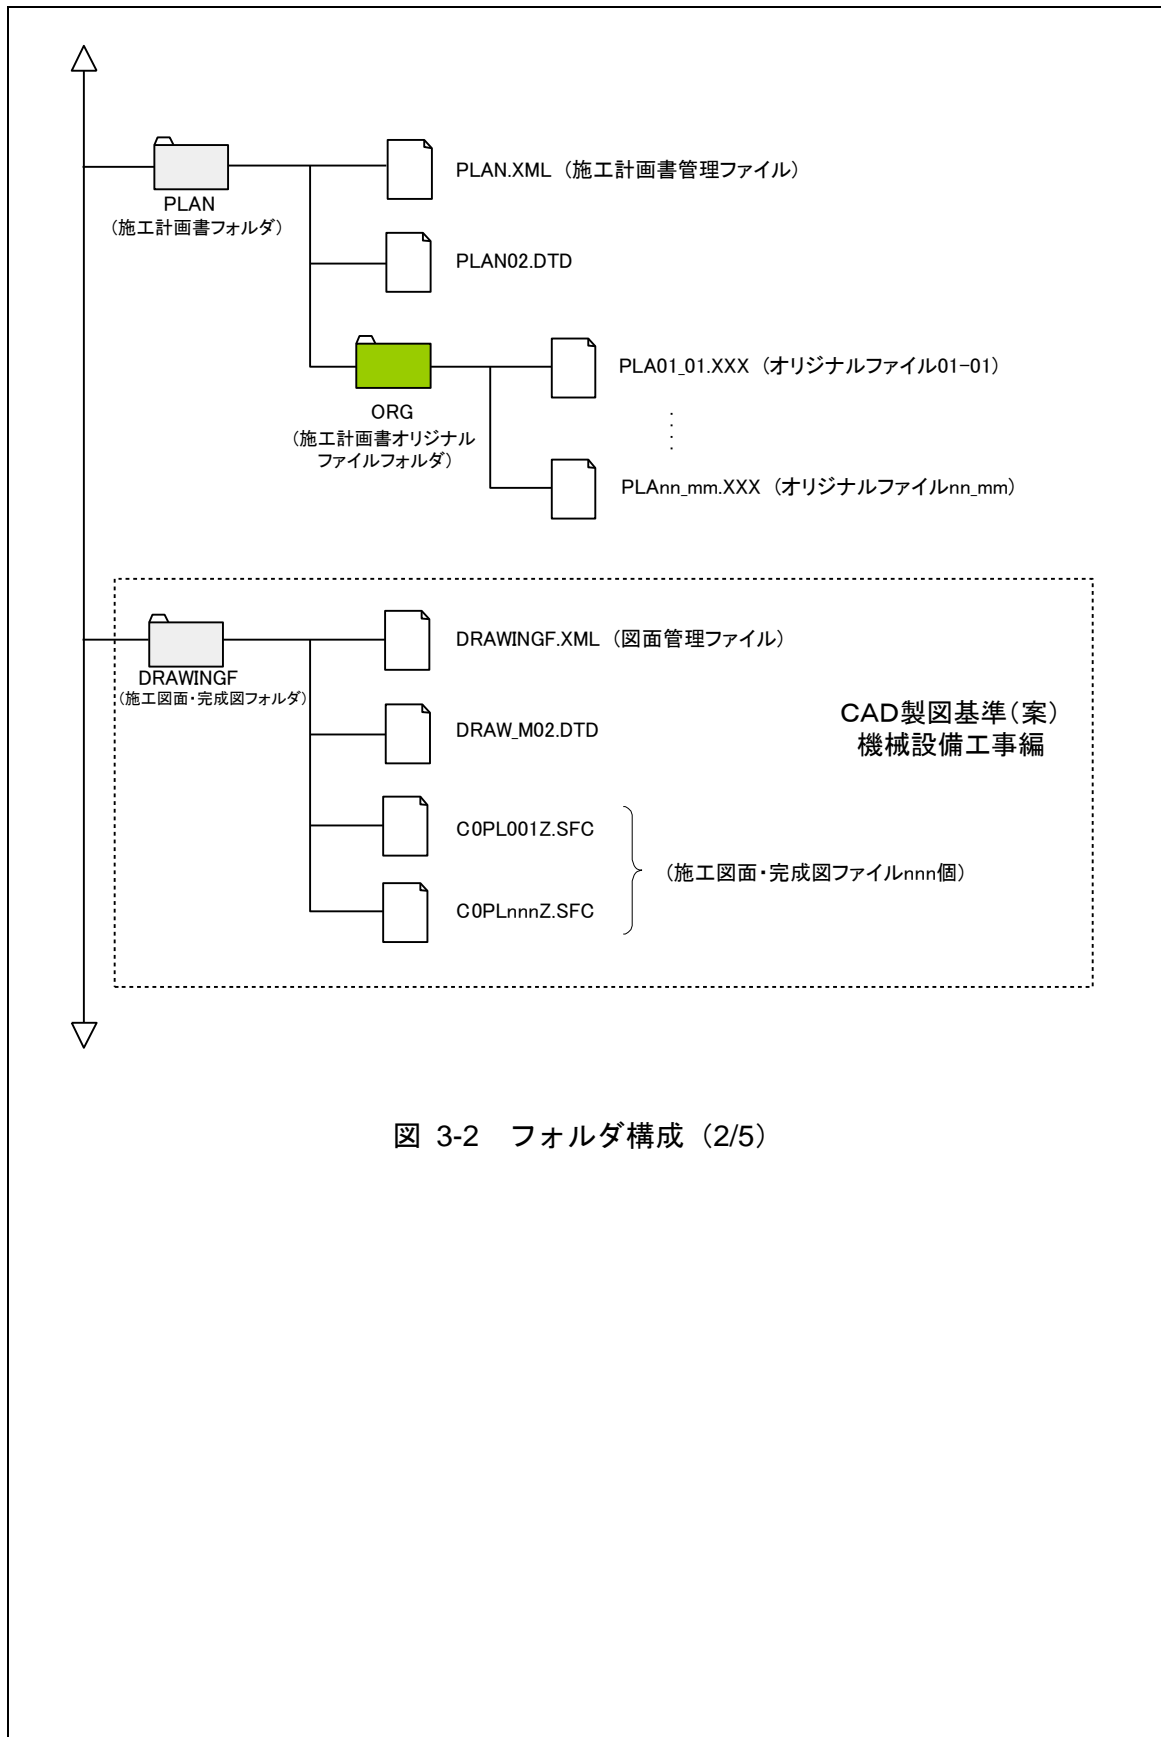 PLAN.XML（施工計画書管理ファイル）
PLAN
（施工計画書フォルダ）
PLAN02.DTD
PLA01_01.XXX（オリジナルファイル01-01）
ORG
（施工計画書オリジナル
ファイルフォルダ）
PLAnn_mm.XXX（オリジナルファイルnn_mm）
DRAWINGF.XML（図面管理ファイル）
DRAWINGF
（施工図面・完成図フォルダ）
DRAW_M02.DTD
CAD製図基準（案）
機械設備工事編
C0PL001Z.SFC
（施工図面・完成図ファイルnnn個）
C0PLnnnZ.SFC
図 3-2　フォルダ構成（2/5）